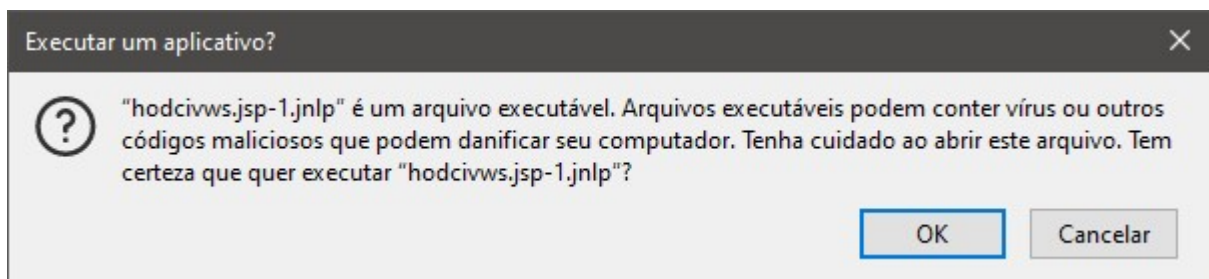 Executar um aplicativo?
“hodcivws.jsp-1.jnlp” é um arquivo executável. Arquivos executáveis podem conter vírus ou outros
códigos maliciosos que podem danificar seu computador. Tenha cuidado ao abrir este arquivo. Tem
certeza que quer executar “hodcivws.jsp-1.jnlp”?
OK Cancelar